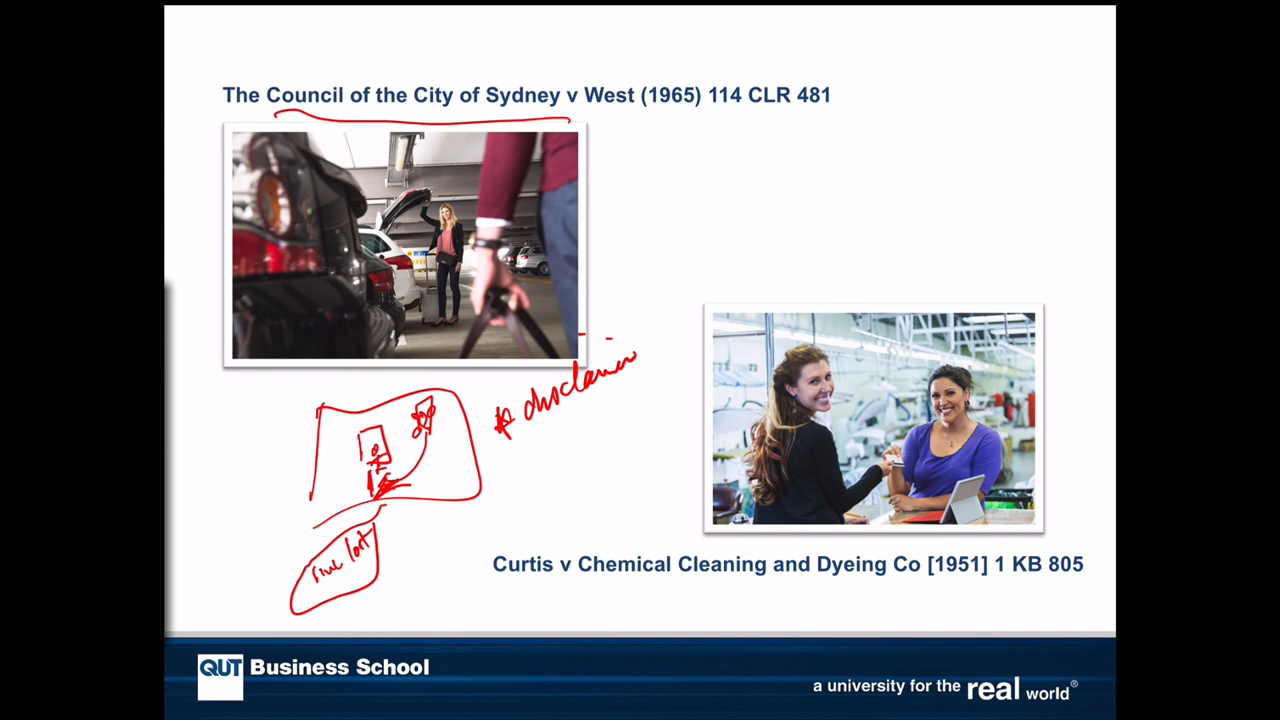 The Council of the City of Sydney v West (1965) 114 CLR 481
* disclaimer
Curtis v Chemical Cleaning and Dyeing Co [1951] 1 KB 805
QUT Business School
a university for the real world®